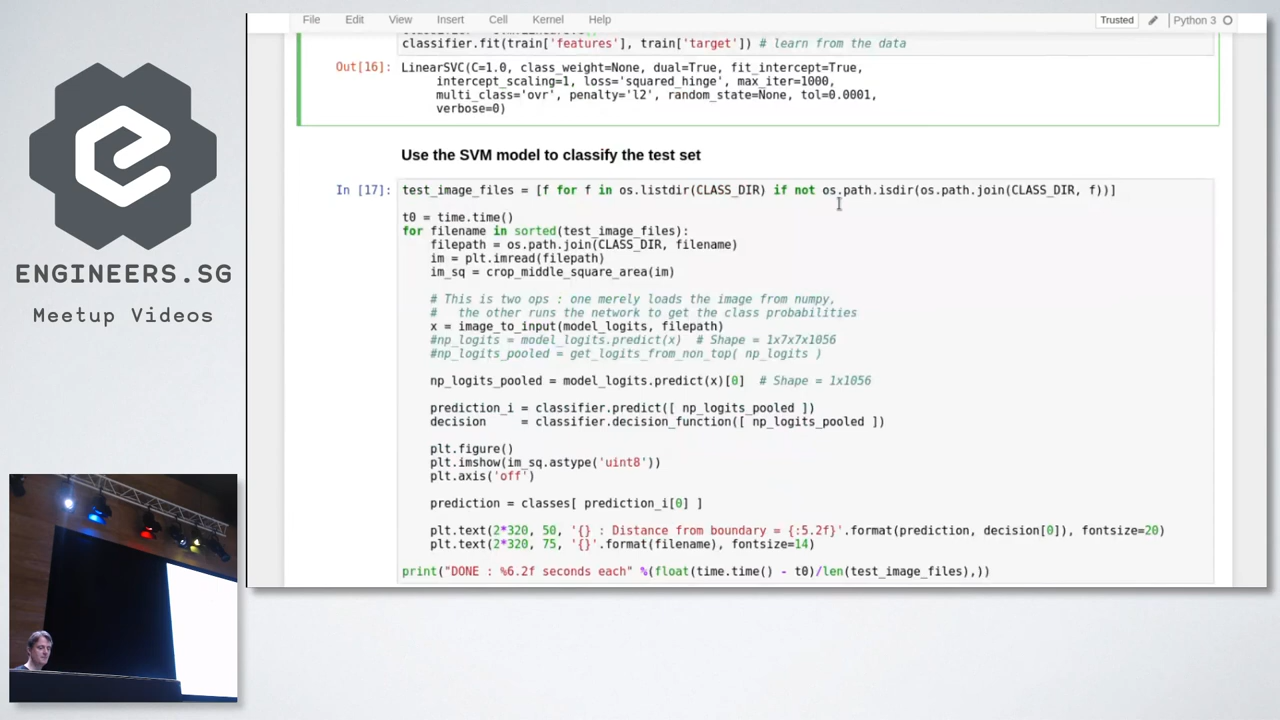 File Edit View Insert Cell Kernel Help Trusted Python 3
classifier.fit(train['features'], train['target']) # learn from the data
Out[16]: LinearSVC(C=1.0, class_weight=None, dual=True, fit_intercept=True,
intercept_scaling=1, loss='squared_hinge', max_iter=1000,
multi_class='ovr', penalty='l2', random_state=None, tol=0.0001,
verbose=0)
Use the SVM model to classify the test set
In [17]: test_image_files = [f for f in os.listdir(CLASS_DIR) if not os.path.isdir(os.path.join(CLASS_DIR, f))]
t0 = time.time()
for filename in sorted(test_image_files):
filepath = os.path.join(CLASS_DIR, filename)
im = plt.imread(filepath)
im_sq = crop_middle_square_area(im)
# This is two ops : one merely loads the image from numpy,
# the other runs the network to get the class probabilities
x = image_to_input(model_logits, filepath)
#np_logits = model_logits.predict(x) # Shape = 1x7x7x1056
#np_logits_pooled = get_logits_from_non_top( np_logits )
np_logits_pooled = model_logits.predict(x)[0] # Shape = 1x1056
prediction_i = classifier.predict([ np_logits_pooled ])
decision = classifier.decision_function([ np_logits_pooled ])
plt.figure()
plt.imshow(im_sq.astype('uint8'))
plt.axis('off')
prediction = classes[ prediction_i[0] ]
plt.text(2*320, 50, '{} : Distance from boundary = {:5.2f}'.format(prediction, decision[0]), fontsize=20)
plt.text(2*320, 75, '{}'.format(filename), fontsize=14)
print("DONE : %6.2f seconds each" %(float(time.time() - t0)/len(test_image_files),))
ENGINEERS.SG
Meetup Videos